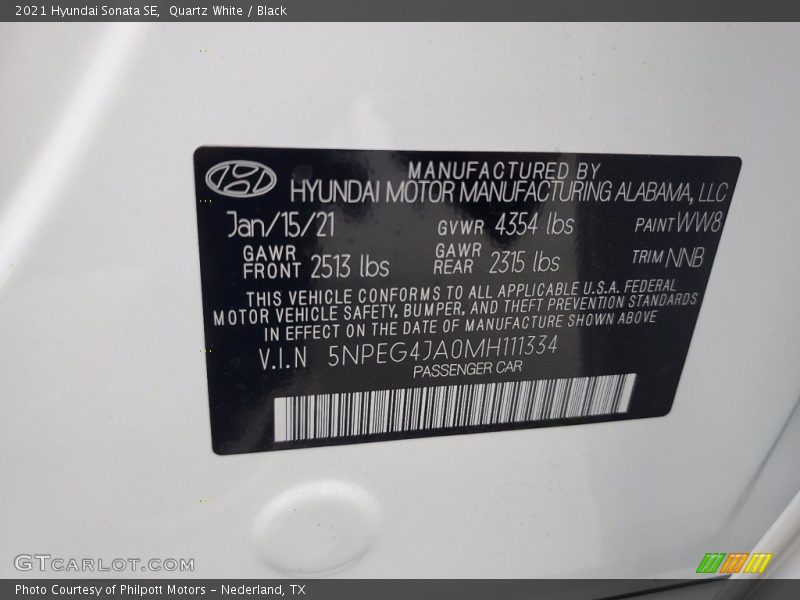 2021 Hyundai Sonata SE,  Quartz White / Black
MANUFACTURED BY
HYUNDAI MOTOR MANUFACTURING ALABAMA, LLC
Jan/15/21 GVWR 4354 lbs PAINT WW8
GAWR FRONT 2513 lbs GAWR REAR 2315 lbs TRIM NNB
THIS VEHICLE CONFORMS TO ALL APPLICABLE U.S.A. FEDERAL
MOTOR VEHICLE SAFETY, BUMPER, AND THEFT PREVENTION STANDARDS
IN EFFECT ON THE DATE OF MANUFACTURE SHOWN ABOVE
V.I.N 5NPEG4JA0MH111334
PASSENGER CAR
GTCARLOT.COM
Photo Courtesy of Philpott Motors - Nederland, TX